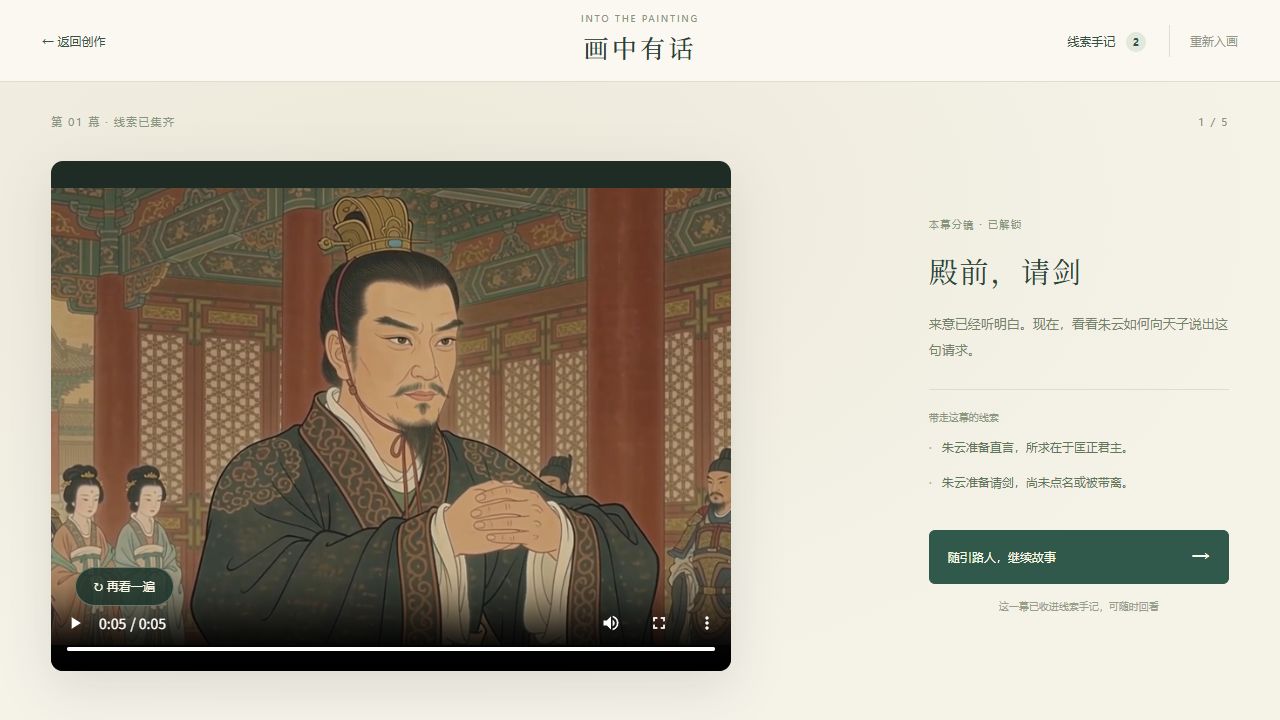 ← 返回创作
INTO THE PAINTING
画中有话
线索手记 2
重新入画
第 01 幕 · 线索已集齐
1 / 5
本幕分镜 · 已解锁
殿前，请剑
来意已经听明白。现在，看看朱云如何向天子说出这
句请求。
带走这幕的线索
· 朱云准备直言，所求在于匡正君主。
· 朱云准备请剑，尚未点名或被带离。
随引路人，继续故事 →
这一幕已收进线索手记，可随时回看
↻ 再看一遍
0:05 / 0:05